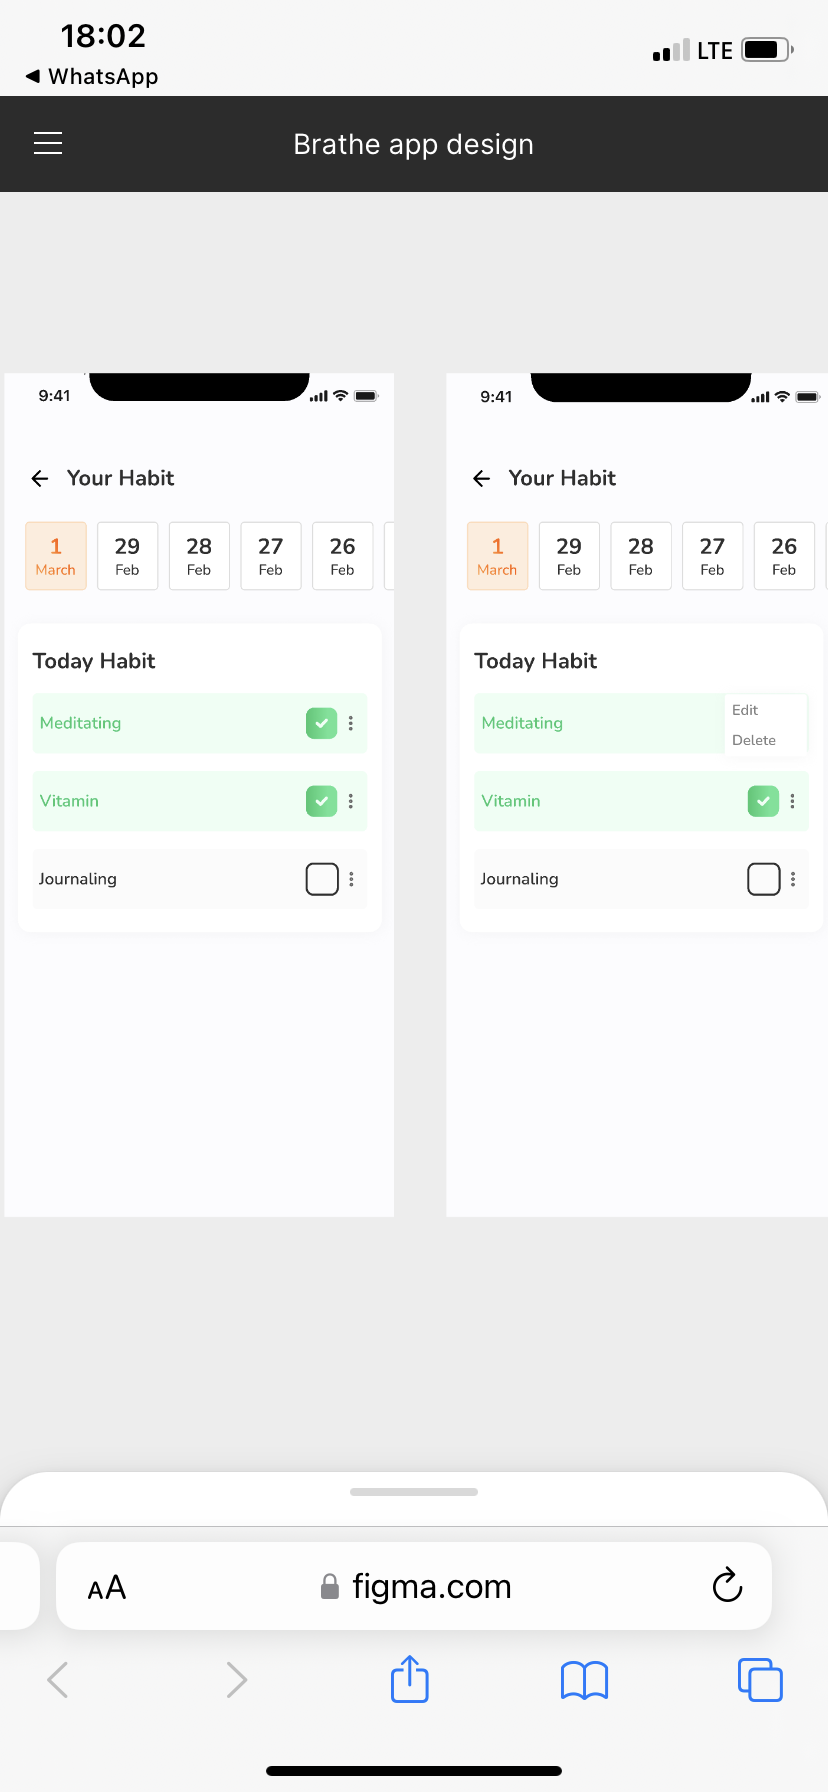 18:02
LTE
◀ WhatsApp
Brathe app design
9:41
Your Habit
1 29 28 27 26
March Feb Feb Feb Feb
Today Habit
Meditating
Vitamin
Journaling
9:41
Your Habit
1 29 28 27 26
March Feb Feb Feb Feb
Today Habit
Meditating
Edit
Delete
Vitamin
Journaling
AA
figma.com